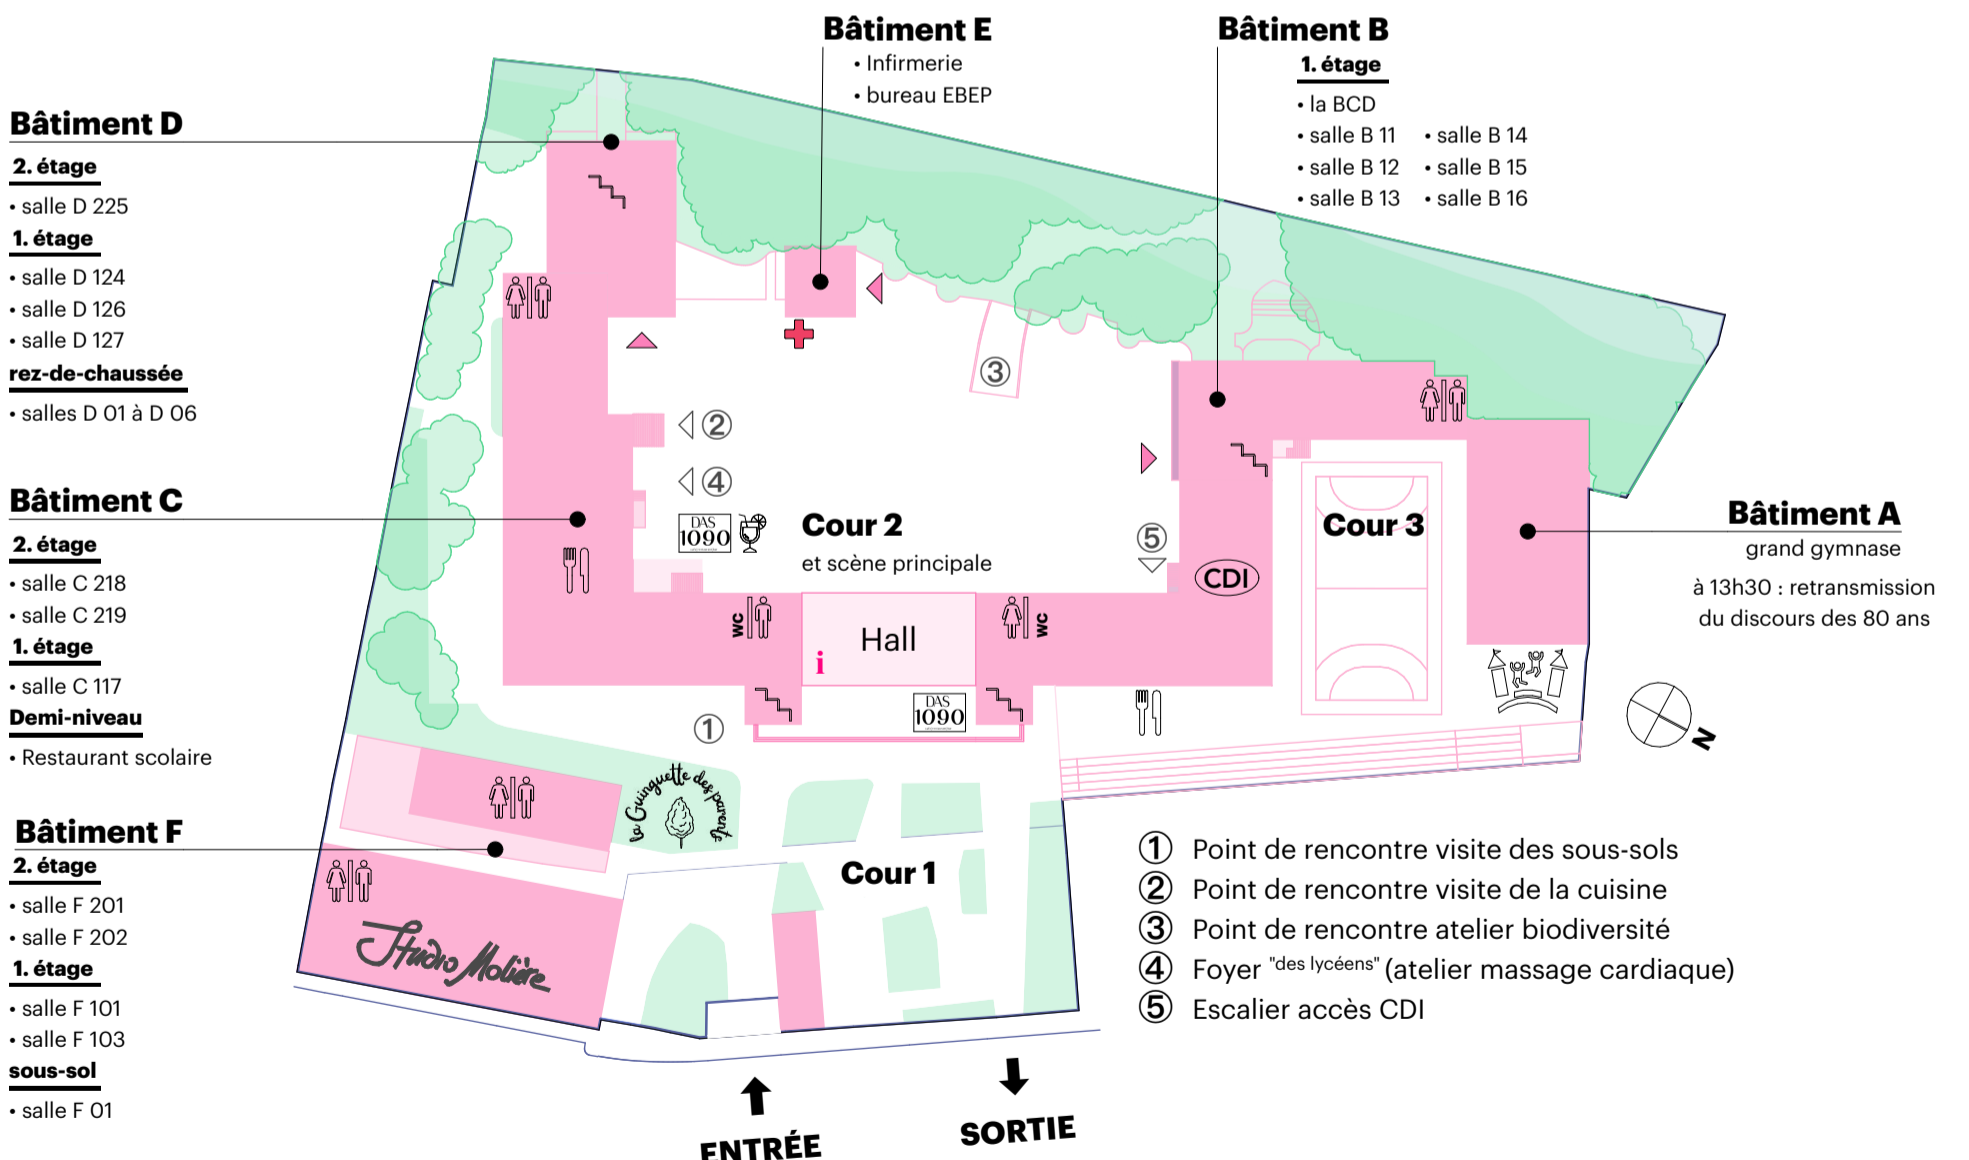 Bâtiment E
• Infirmerie
• bureau EBEP
Bâtiment B
1. étage
• la BCD
• salle B 11 • salle B 14
• salle B 12 • salle B 15
• salle B 13 • salle B 16
Bâtiment D
2. étage
• salle D 225
1. étage
• salle D 124
• salle D 126
• salle D 127
rez-de-chaussée
• salles D 01 à D 06
Bâtiment C
2. étage
• salle C 218
• salle C 219
1. étage
• salle C 117
Demi-niveau
• Restaurant scolaire
Bâtiment F
2. étage
• salle F 201
• salle F 202
1. étage
• salle F 101
• salle F 103
sous-sol
• salle F 01
3
2
4
DAS
1090
Cour 2
et scène principale
5
CDI
Cour 3
Bâtiment A
grand gymnase
à 13h30 : retransmission
du discours des 80 ans
WC
Hall
i
WC
DAS
1090
1
N
la Guinguette des parents
Cour 1
Studio Molière
1 Point de rencontre visite des sous-sols
2 Point de rencontre visite de la cuisine
3 Point de rencontre atelier biodiversité
4 Foyer "des lycéens" (atelier massage cardiaque)
5 Escalier accès CDI
ENTRÉE
SORTIE